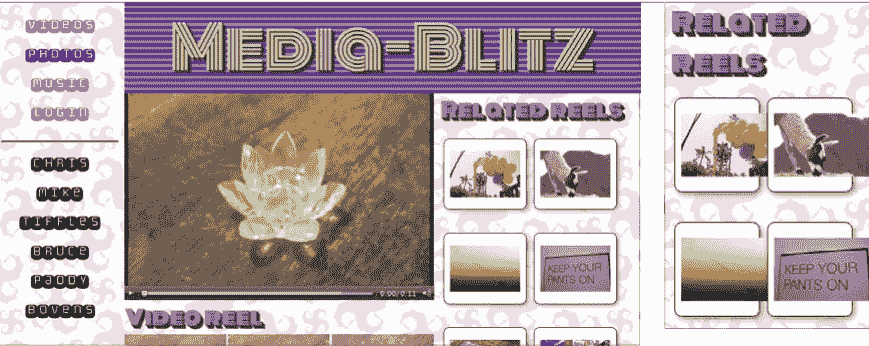 VIDEOS
PHOTOS
MUSIC
LOGIN
CHRIS
MIKE
TIFFLES
BRUCE
PADDY
BOVENS
MEDIA-BLITZ
RELATED REELS
KEEP YOUR
PANTS ON
0:00/0:11
VIDEO REEL
RELATED
REELS
KEEP YOUR
PANTS ON